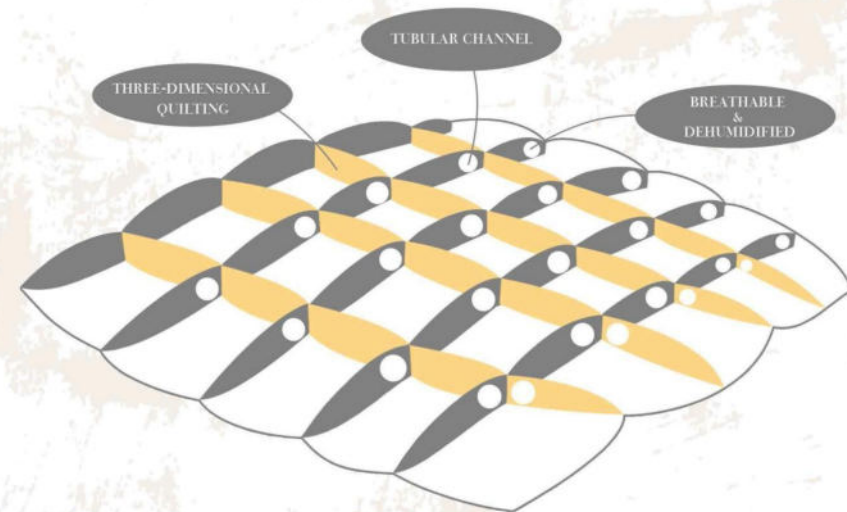 TUBULAR CHANNEL
THREE-DIMENSIONAL
QUILTING
BREATHABLE
&
DEHUMIDIFIED